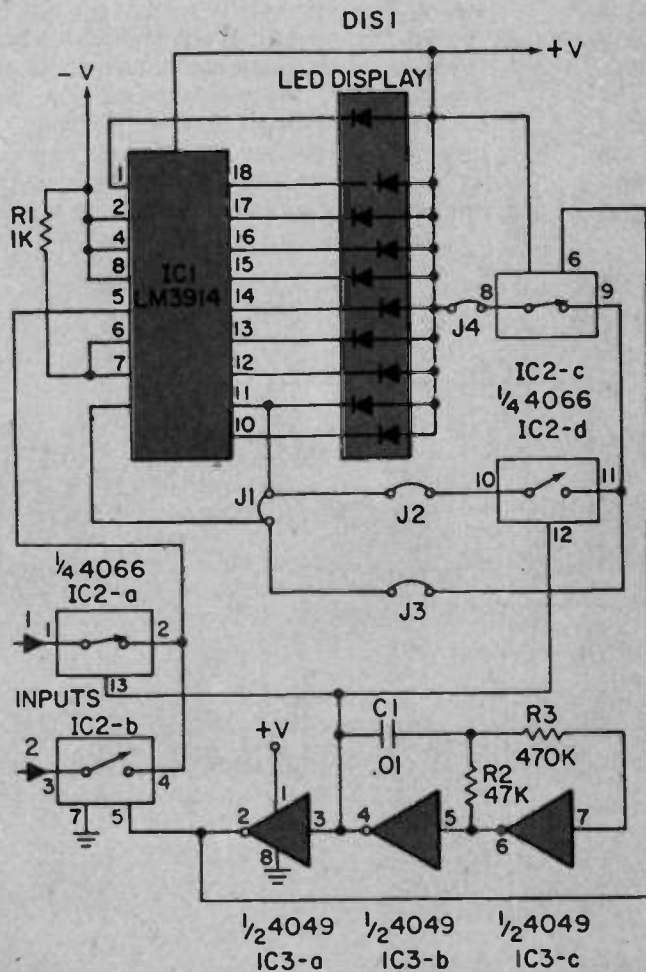 DIS1
+V
-V
LED DISPLAY
1
18
R1
1K
2
17
4
16
6
8
IC1
15
8
9
5
LM3914
14
J4
6
13
7
12
IC2-c
11
1/4 4066
10
IC2-d
J1
10
11
J2
12
1/4 4066
IC2-a
J3
1
1
2
13
INPUTS
IC2-b
+V
C1
R3
2
.01
470K
3
4
R2
47K
1
7
5
2
3
4
5
7
8
6
1/2 4049
1/2 4049
1/2 4049
IC3-a
IC3-b
IC3-c